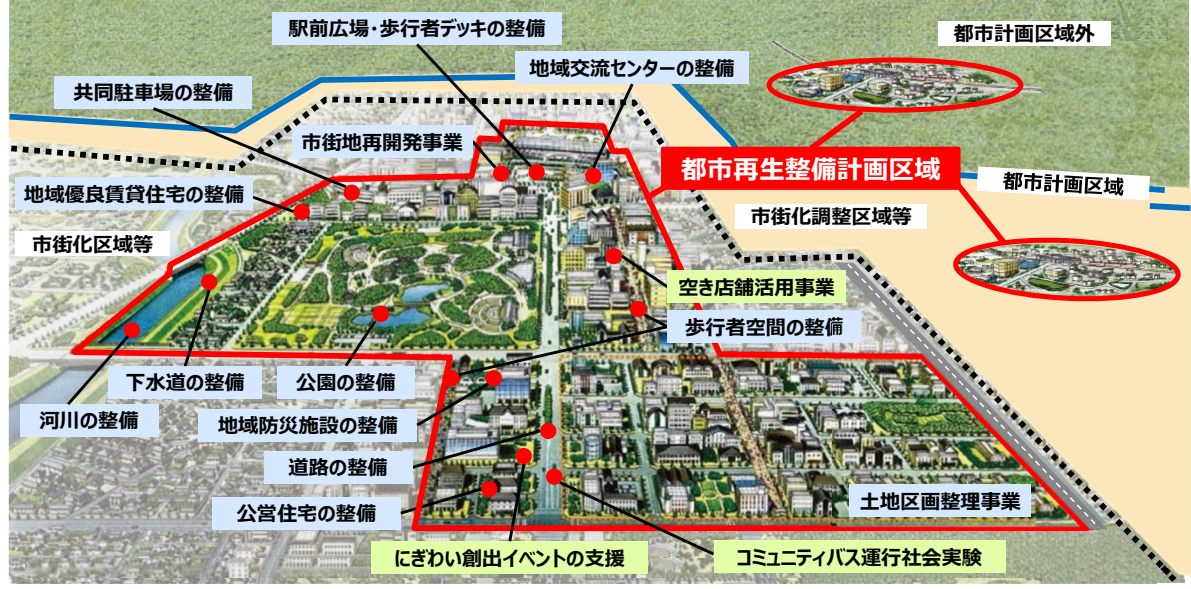 駅前広場・歩行者デッキの整備
都市計画区域外
地域交流センターの整備
共同駐車場の整備
市街地再開発事業
都市再生整備計画区域
都市計画区域
地域優良賃貸住宅の整備
市街化調整区域等
市街化区域等
空き店舗活用事業
歩行者空間の整備
下水道の整備
公園の整備
河川の整備
地域防災施設の整備
道路の整備
土地区画整理事業
公営住宅の整備
にぎわい創出イベントの支援
コミュニティバス運行社会実験